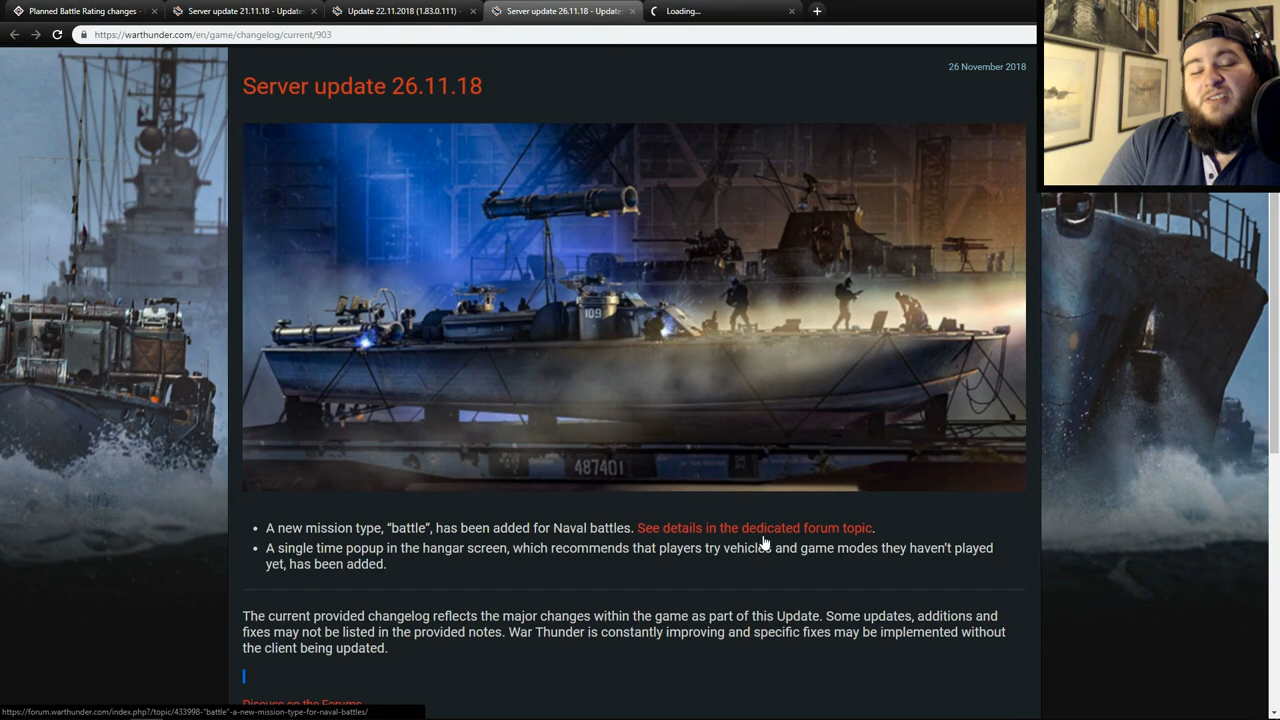 Planned Battle Rating changes -
Server update 21.11.18 - Update
Update 22.11.2018 (1.83.0.111) -
Server update 26.11.18 - Update
Loading...
https://warthunder.com/en/game/changelog/current/903
26 November 2018
Server update 26.11.18
109
487401
A new mission type, “battle”, has been added for Naval battles. See details in the dedicated forum topic.
A single time popup in the hangar screen, which recommends that players try vehicles and game modes they haven’t played
yet, has been added.
The current provided changelog reflects the major changes within the game as part of this Update. Some updates, additions and
fixes may not be listed in the provided notes. War Thunder is constantly improving and specific fixes may be implemented without
the client being updated.
Discuss on the Forums
https://forum.warthunder.com/index.php?/topic/433998-"battle"-a-new-mission-type-for-naval-battles/